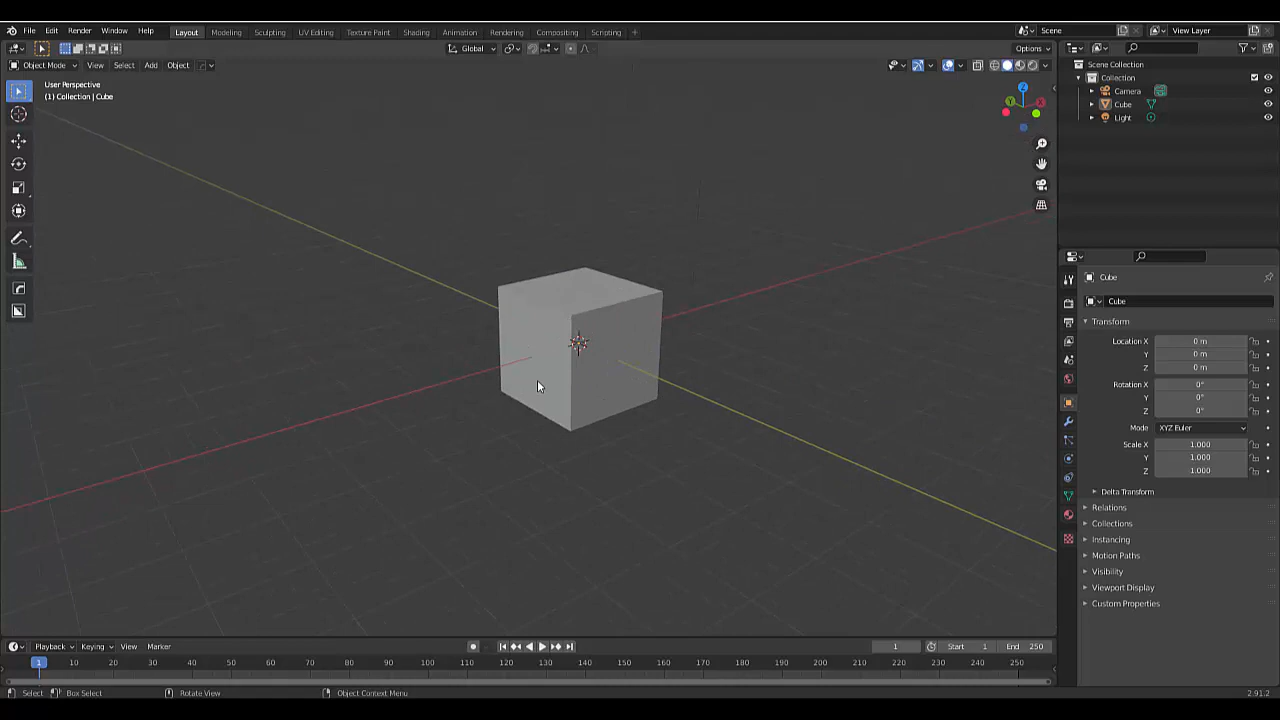 File Edit Render Window Help Layout Modeling Sculpting UV Editing Texture Paint Shading Animation Rendering Compositing Scripting + Scene View Layer
Global Options
Object Mode View Select Add Object
User Perspective
(1) Collection | Cube
Z
Y
X
Scene Collection
Collection
Camera
Cube
Light
Cube
Cube
Transform
Location X 0 m
Y 0 m
Z 0 m
Rotation X 0°
Y 0°
Z 0°
Mode XYZ Euler
Scale X 1.000
Y 1.000
Z 1.000
Delta Transform
Relations
Collections
Instancing
Motion Paths
Visibility
Viewport Display
Custom Properties
Playback Keying View Marker 1 Start 1 End 250
1 10 20 30 40 50 60 70 80 90 100 110 120 130 140 150 160 170 180 190 200 210 220 230 240 250
Select Box Select Rotate View Object Context Menu 2.91.2